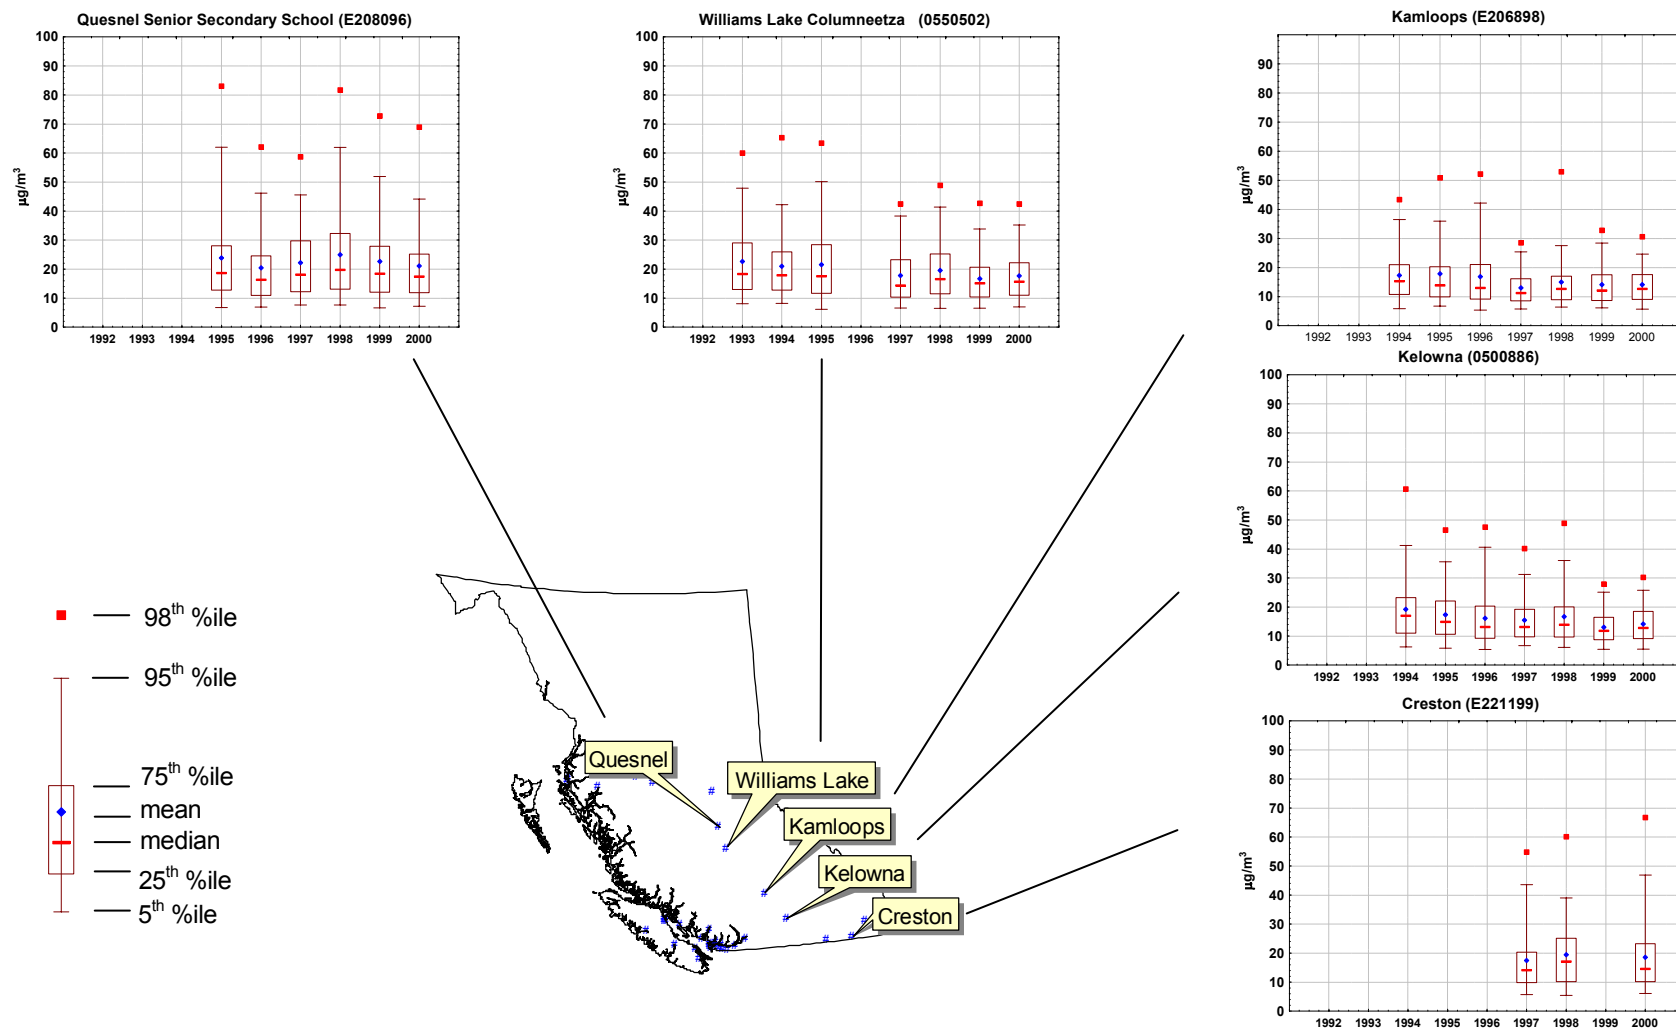 Quesnel Senior Secondary School (E208096)
100
90
80
70
60
50
40
30
20
10
0
µg/m³
1992 1993 1994 1995 1996 1997 1998 1999 2000
Williams Lake Columneetza (0550502)
100
90
80
70
60
50
40
30
20
10
0
µg/m³
1992 1993 1994 1995 1996 1997 1998 1999 2000
Kamloops (E206898)
90
80
70
60
50
40
30
20
10
0
µg/m³
1992 1993 1994 1995 1996 1997 1998 1999 2000
Kelowna (0500886)
100
90
80
70
60
50
40
30
20
10
0
µg/m³
1992 1993 1994 1995 1996 1997 1998 1999 2000
Creston (E221199)
100
90
80
70
60
50
40
30
20
10
0
µg/m³
1992 1993 1994 1995 1996 1997 1998 1999 2000
98th %ile
95th %ile
75th %ile
mean
median
25th %ile
5th %ile
Quesnel
Williams Lake
Kamloops
Kelowna
Creston